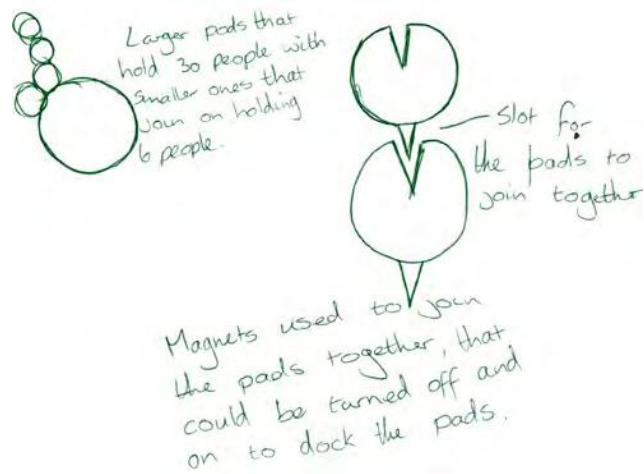 Larger pods that
hold 30 people with
smaller ones that
join on holding
6 people.
Slot for
the pads to
join together
Magnets used to join
the pads together, that
could be turned off and
on to dock the pads.